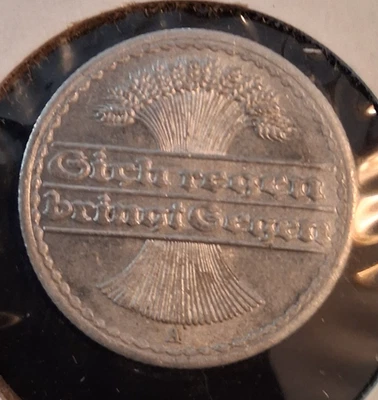 Sich regen
bringt Segen
A